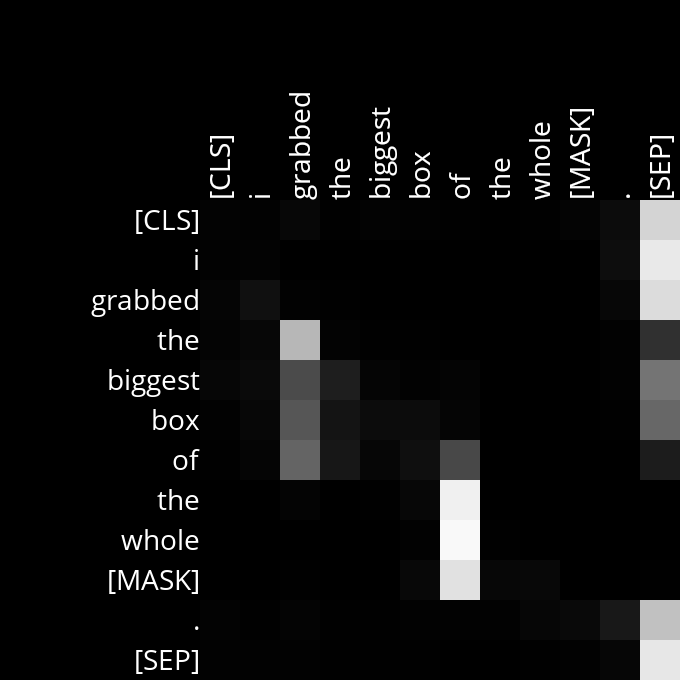 [CLS] i grabbed the biggest box of the whole [MASK] . [SEP]
[CLS]
i
grabbed
the
biggest
box
of
the
whole
[MASK]
.
[SEP]